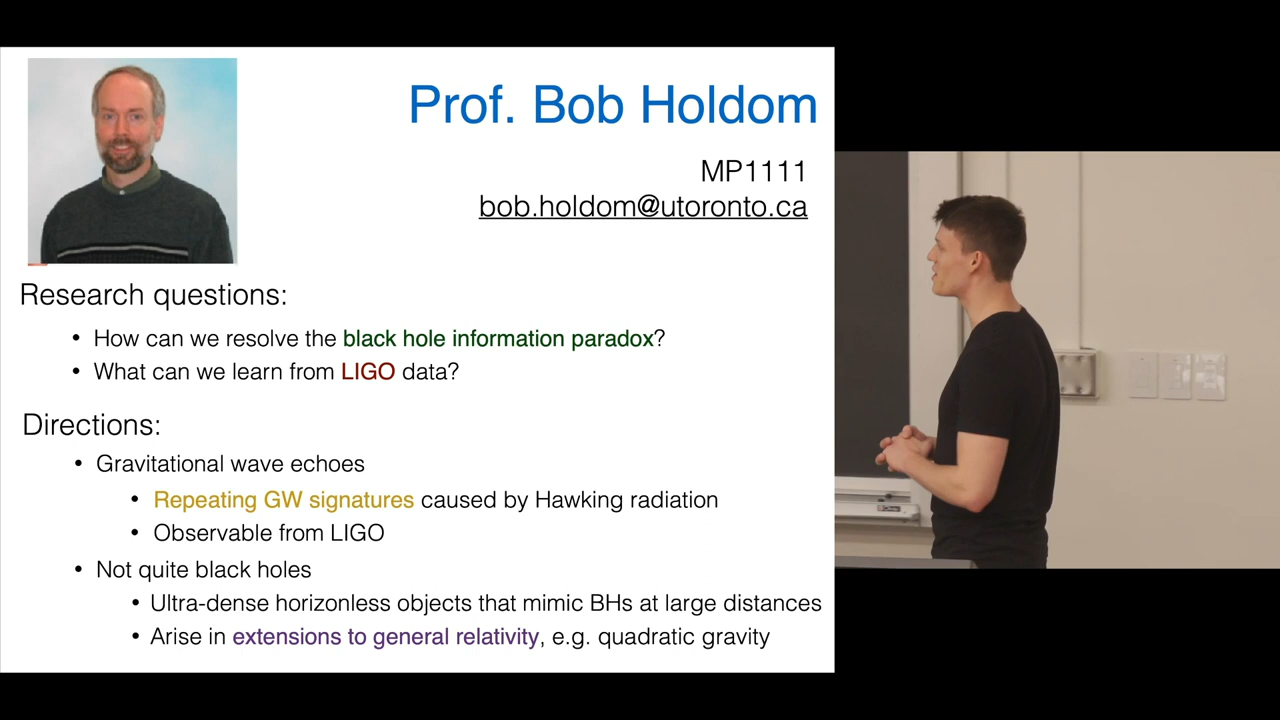 Prof. Bob Holdom
MP1111
bob.holdom@utoronto.ca
Research questions:
• How can we resolve the black hole information paradox?
• What can we learn from LIGO data?
Directions:
• Gravitational wave echoes
• Repeating GW signatures caused by Hawking radiation
• Observable from LIGO
• Not quite black holes
• Ultra-dense horizonless objects that mimic BHs at large distances
• Arise in extensions to general relativity, e.g. quadratic gravity